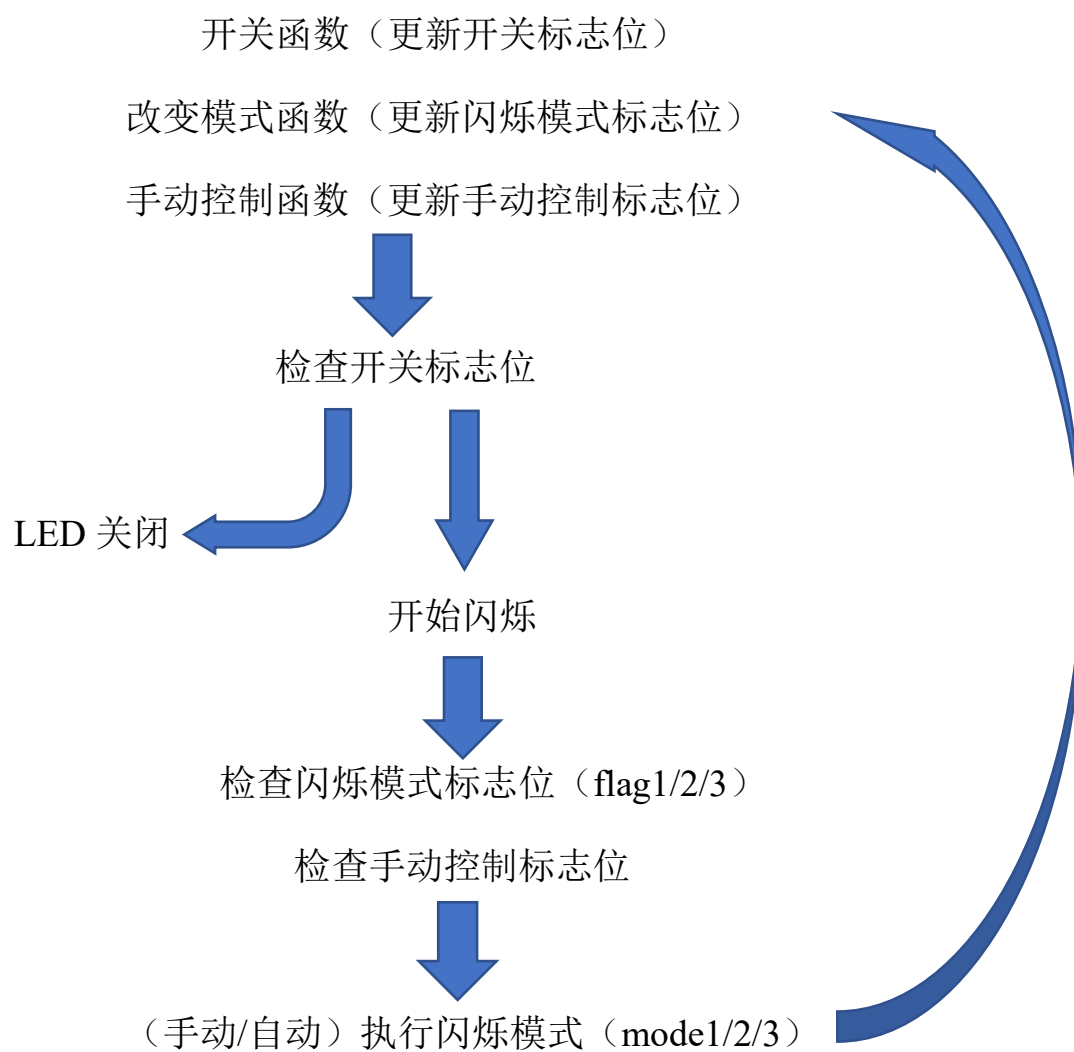 开关函数（更新开关标志位）
改变模式函数（更新闪烁模式标志位）
手动控制函数（更新手动控制标志位）
检查开关标志位
LED 关闭
开始闪烁
检查闪烁模式标志位（flag1/2/3）
检查手动控制标志位
（手动/自动）执行闪烁模式（mode1/2/3）